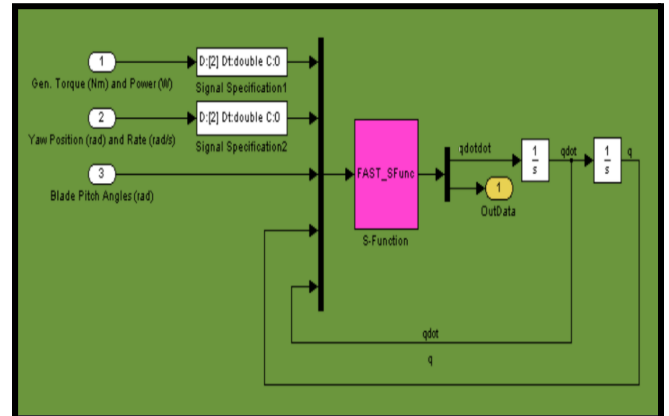 1
D:[2] Dt:double C:0
Gen. Torque (Nm) and Power (W)
Signal Specification1
2
D:[2] Dt:double C:0
Yaw Position (rad) and Rate (rad/s)
Signal Specification2
3
Blade Pitch Angles (rad)
FAST_SFunc
S-Function
qdotdot
1
s
qdot
1
s
q
1
OutData
qdot
q